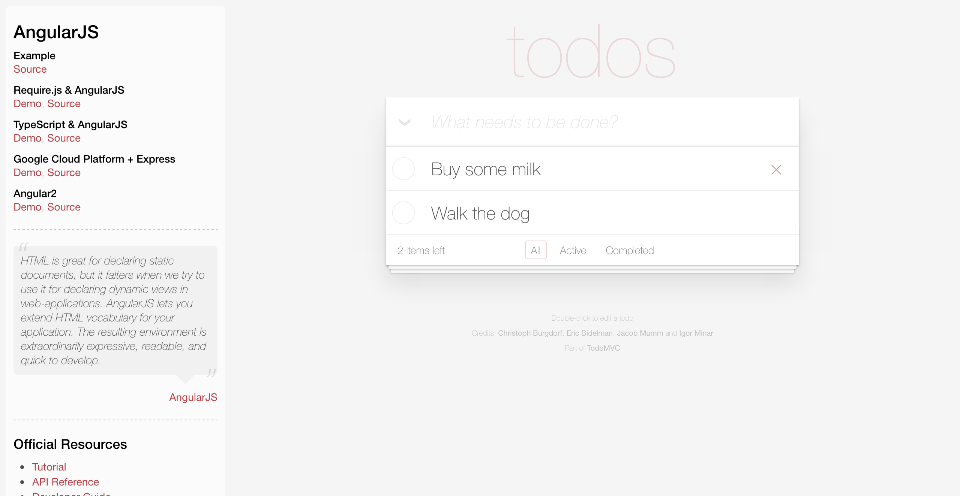 AngularJS
Example
Source
Require.js & AngularJS
Demo, Source
TypeScript & AngularJS
Demo, Source
Google Cloud Platform + Express
Demo, Source
Angular2
Demo, Source
“
HTML is great for declaring static
documents, but it falters when we try to
use it for declaring dynamic views in
web-applications. AngularJS lets you
extend HTML vocabulary for your
application. The resulting environment is
extraordinarily expressive, readable, and
quick to develop.
”
AngularJS
Official Resources
• Tutorial
• API Reference
• Developer Guide
todos
What needs to be done?
Buy some milk
×
Walk the dog
2 items left
All
Active
Completed
Double-click to edit a todo
Credits: Christoph Burgdorf, Eric Bidelman, Jacob Mumm and Igor Minar
Part of TodoMVC